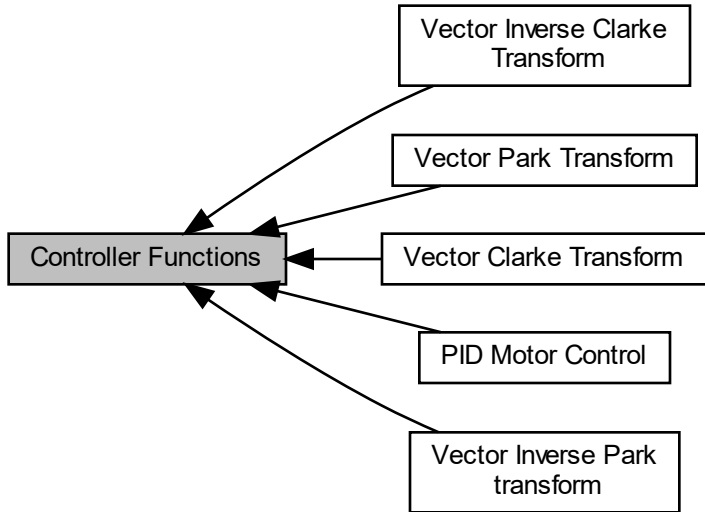 Vector Inverse Clarke
Transform
Vector Park Transform
Controller Functions
Vector Clarke Transform
PID Motor Control
Vector Inverse Park
transform